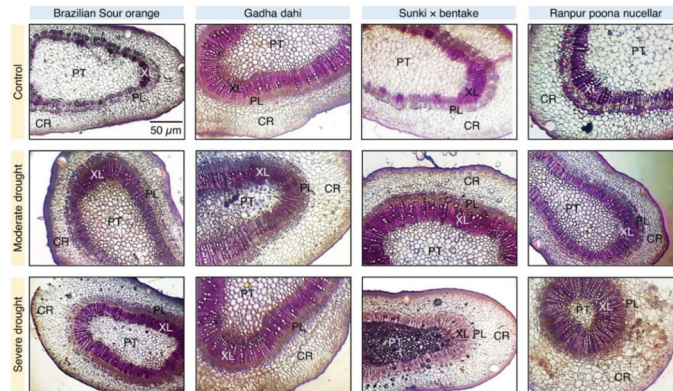 Brazilian Sour orange
Gadha dahi
Sunki × bentake
Ranpur poona nucellar
Control
PT
XL
PL
CR
50 µm
PT
XL
PL
CR
PT
XL
PL
CR
PT
XL
PL
CR
Moderate drought
XL
PL
PT
CR
XL
CR
PL
PT
CR
PL
XL
PT
PT
PL
XL
CR
Severe drought
CR
PL
XL
PT
PT
PL
XL
CR
PT
XL
PL
CR
PT
XL
PL
CR